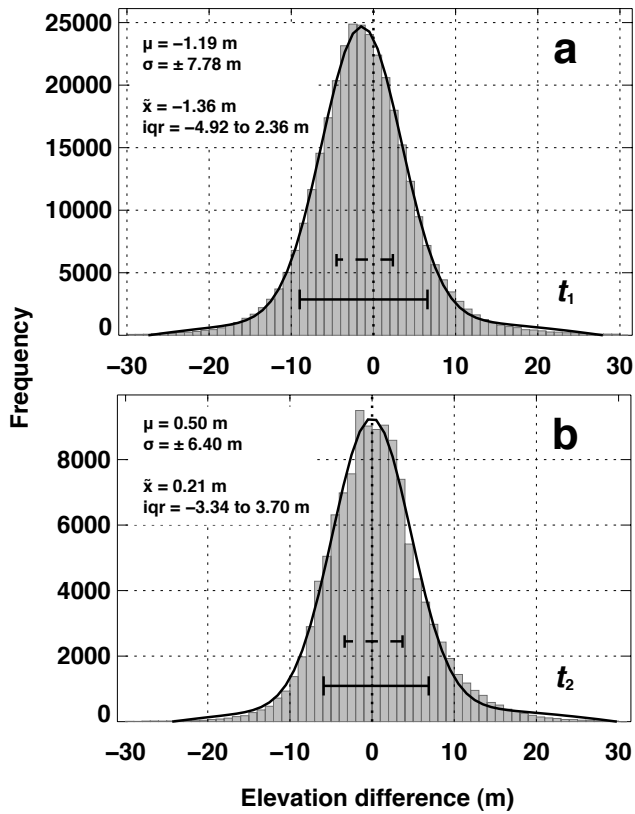 Frequency
25000
20000
15000
10000
5000
0
μ = −1.19 m
σ = ± 7.78 m
x̃ = −1.36 m
iqr = −4.92 to 2.36 m
a
t1
−30 −20 −10 0 10 20 30
8000
6000
4000
2000
0
μ = 0.50 m
σ = ± 6.40 m
x̃ = 0.21 m
iqr = −3.34 to 3.70 m
b
t2
−30 −20 −10 0 10 20 30
Elevation difference (m)